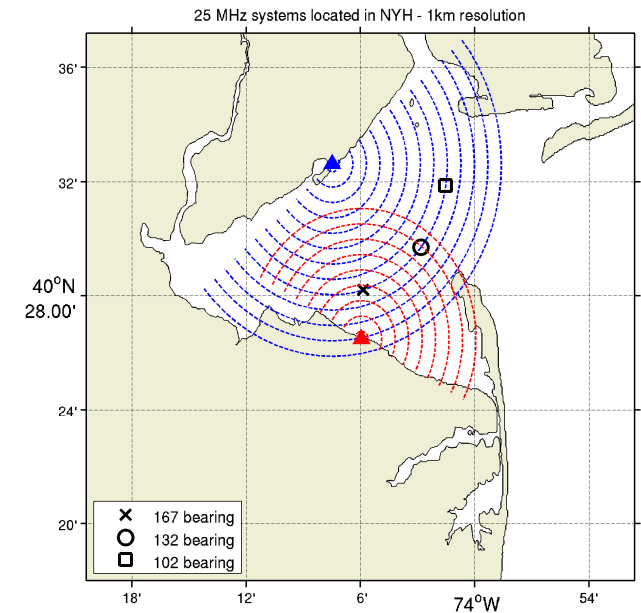 25 MHz systems located in NYH - 1km resolution
36'
32'
40°N
28.00'
24'
20'
167 bearing
132 bearing
102 bearing
18'
12'
6'
74°W
54'